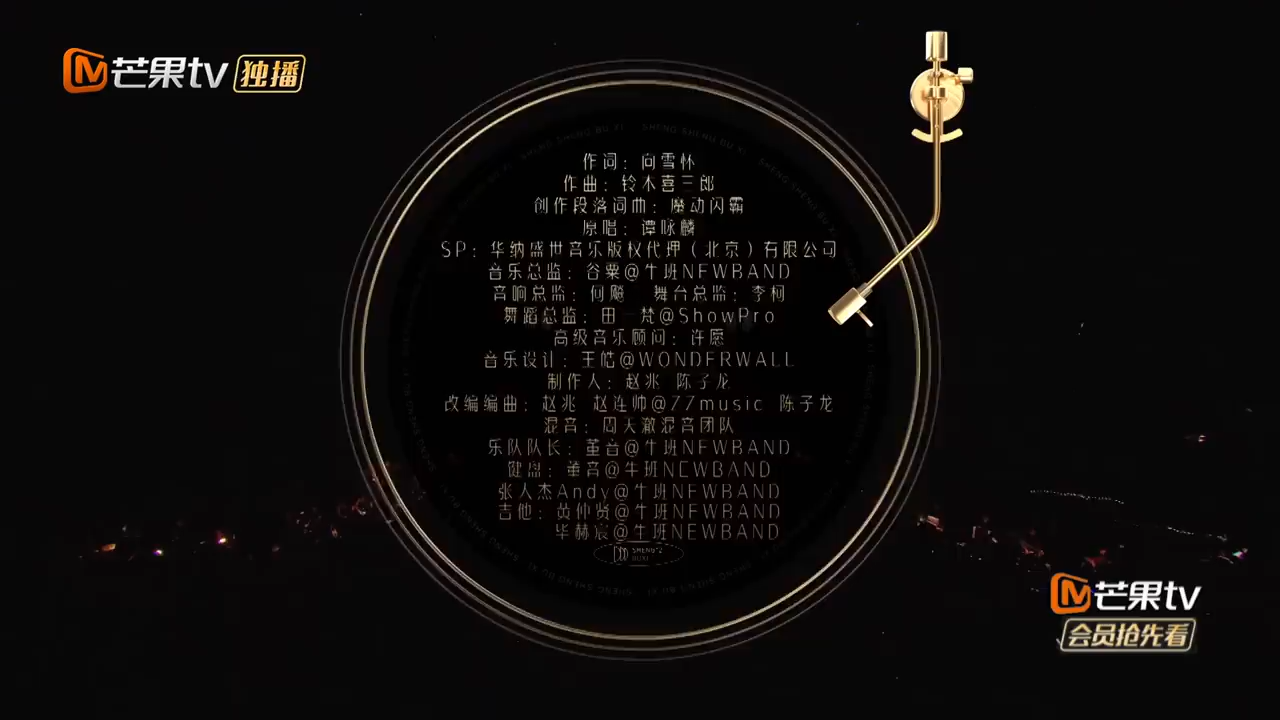 芒果tv 独播
作词：向雪怀
作曲：铃木喜三郎
创作段落词曲：魔动闪霸
原唱：谭咏麟
SP：华纳盛世音乐版权代理（北京）有限公司
音乐总监：谷粟@牛班NEWBAND
音响总监：何飚 舞台总监：李柯
舞蹈总监：田一梵@ShowPro
高级音乐顾问：许愿
音乐设计：王皓@WONDERWALL
制作人：赵兆 陈子龙
改编编曲：赵兆 赵连帅@77music 陈子龙
混音：周天澈混音团队
乐队队长：董音@牛班NEWBAND
键盘：董音@牛班NEWBAND
张人杰Andy@牛班NEWBAND
吉他：黄仲贤@牛班NEWBAND
毕赫宸@牛班NEWBAND
芒果tv
会员抢先看